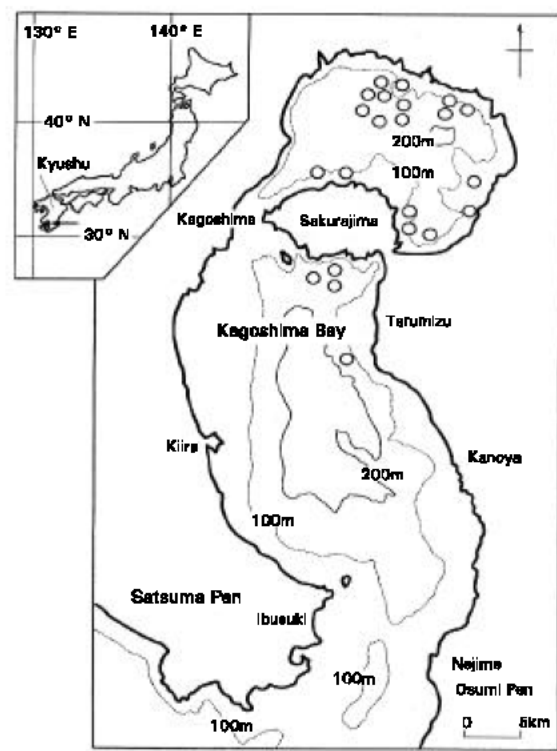 130° E
140° E
40° N
Kyushu
30° N
200m
100m
Kagoshima
Sakurajima
Tarumizu
Kagoshima Bay
Kiire
Kanoya
200m
100m
Satsuma Pen
Ibusuki
100m
Nejime
Osumi Pen
100m
0 5km